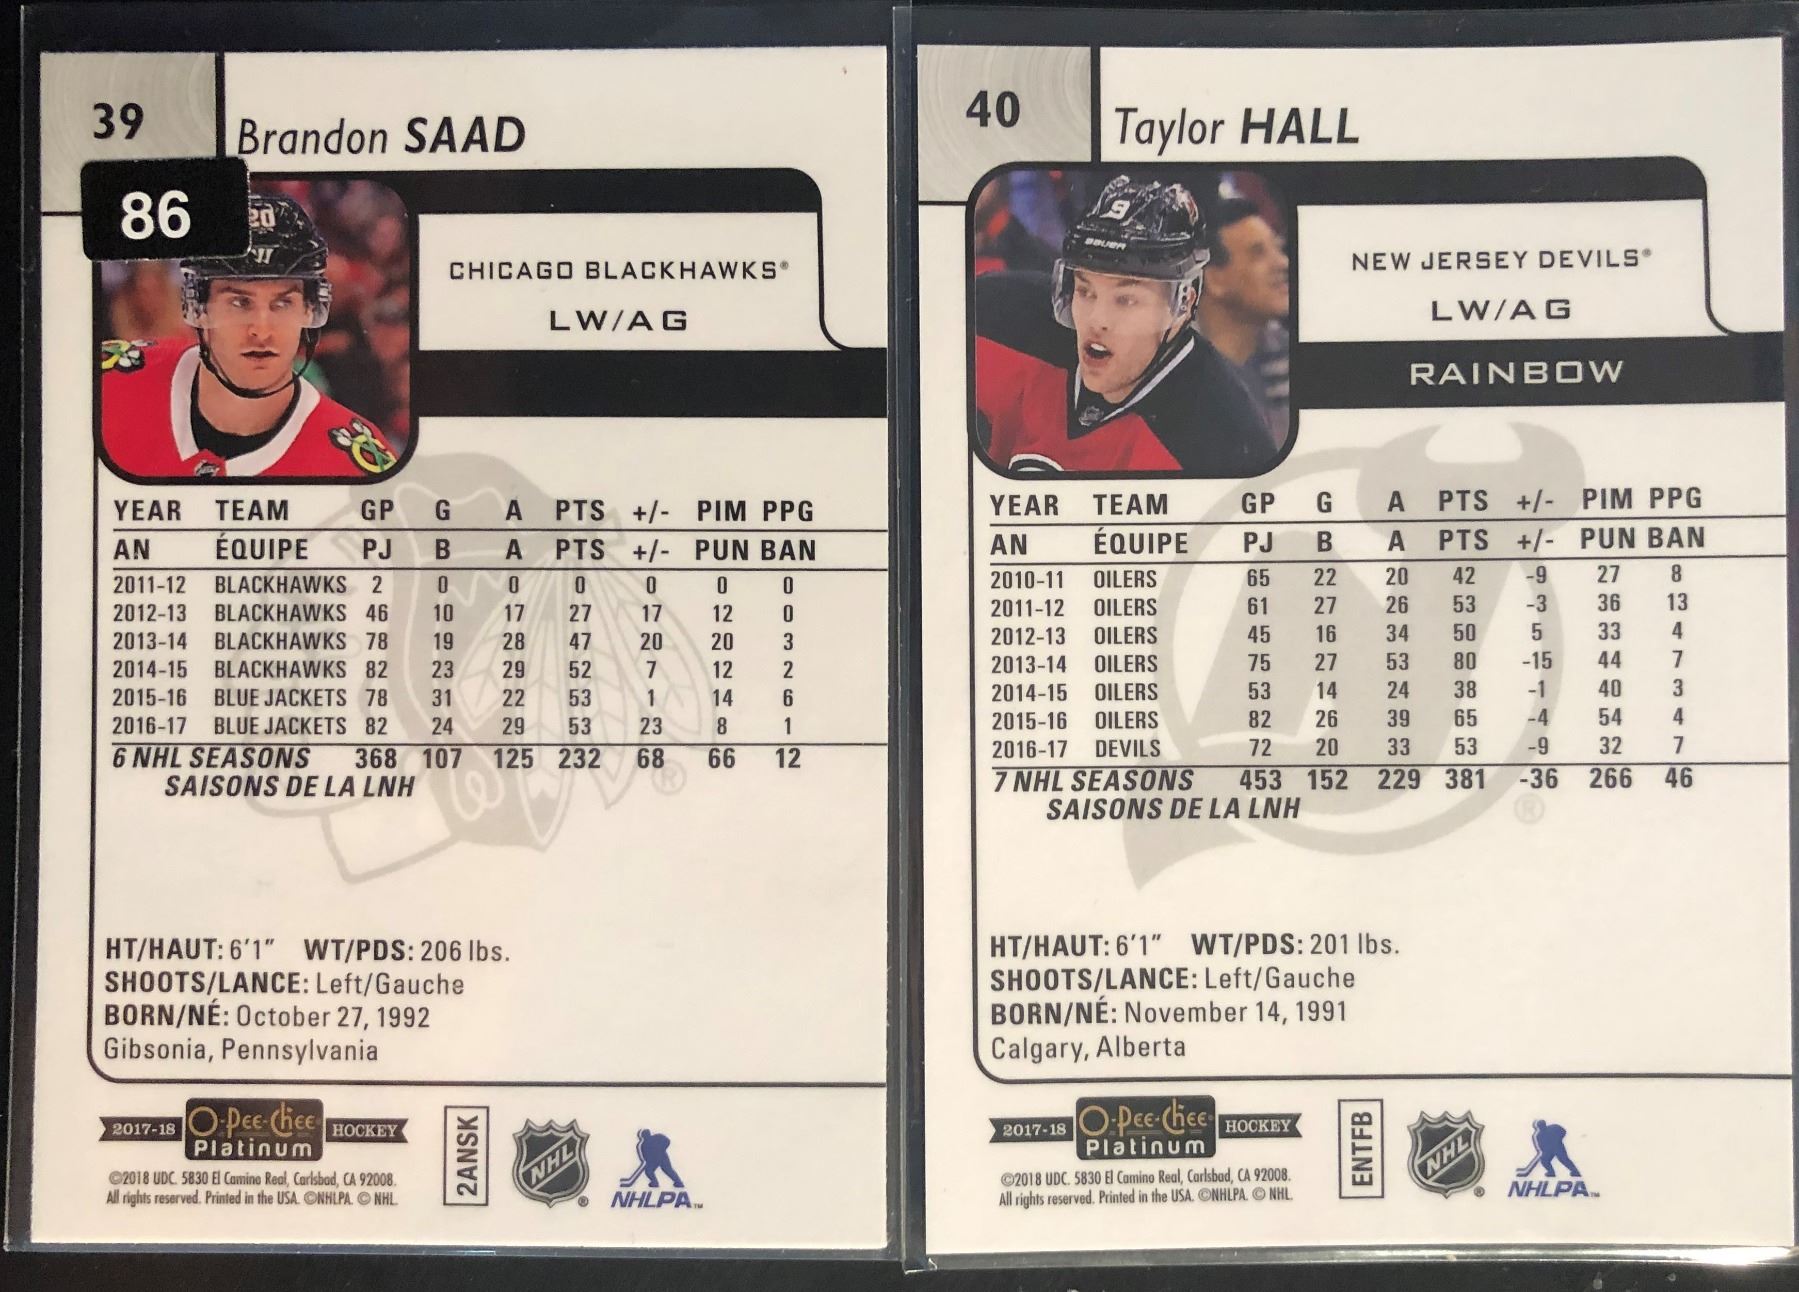 39
Brandon SAAD
86
20
CHICAGO BLACKHAWKS®
LW/AG
YEAR TEAM GP G A PTS +/- PIM PPG
AN ÉQUIPE PJ B A PTS +/- PUN BAN
2011-12 BLACKHAWKS 2 0 0 0 0 0 0
2012-13 BLACKHAWKS 46 10 17 27 17 12 0
2013-14 BLACKHAWKS 78 19 28 47 20 20 3
2014-15 BLACKHAWKS 82 23 29 52 7 12 2
2015-16 BLUE JACKETS 78 31 22 53 1 14 6
2016-17 BLUE JACKETS 82 24 29 53 23 8 1
6 NHL SEASONS 368 107 125 232 68 66 12
SAISONS DE LA LNH
®
HT/HAUT: 6'1" WT/PDS: 206 lbs.
SHOOTS/LANCE: Left/Gauche
BORN/NÉ: October 27, 1992
Gibsonia, Pennsylvania
2017-18 O-Pee-Chee Platinum HOCKEY
©2018 UDC. 5830 El Camino Real, Carlsbad, CA 92008.
All rights reserved. Printed in the USA. ©NHLPA. © NHL.
2ANSK
NHL®
NHLPA™
40
Taylor HALL
9
BAUER
NEW JERSEY DEVILS®
LW/AG
RAINBOW
YEAR TEAM GP G A PTS +/- PIM PPG
AN ÉQUIPE PJ B A PTS +/- PUN BAN
2010-11 OILERS 65 22 20 42 -9 27 8
2011-12 OILERS 61 27 26 53 -3 36 13
2012-13 OILERS 45 16 34 50 5 33 4
2013-14 OILERS 75 27 53 80 -15 44 7
2014-15 OILERS 53 14 24 38 -1 40 3
2015-16 OILERS 82 26 39 65 -4 54 4
2016-17 DEVILS 72 20 33 53 -9 32 7
7 NHL SEASONS 453 152 229 381 -36 266 46
SAISONS DE LA LNH
®
HT/HAUT: 6'1" WT/PDS: 201 lbs.
SHOOTS/LANCE: Left/Gauche
BORN/NÉ: November 14, 1991
Calgary, Alberta
2017-18 O-Pee-Chee Platinum HOCKEY
©2018 UDC. 5830 El Camino Real, Carlsbad, CA 92008.
All rights reserved. Printed in the USA. ©NHLPA. © NHL.
ENTFB
NHL®
NHLPA™